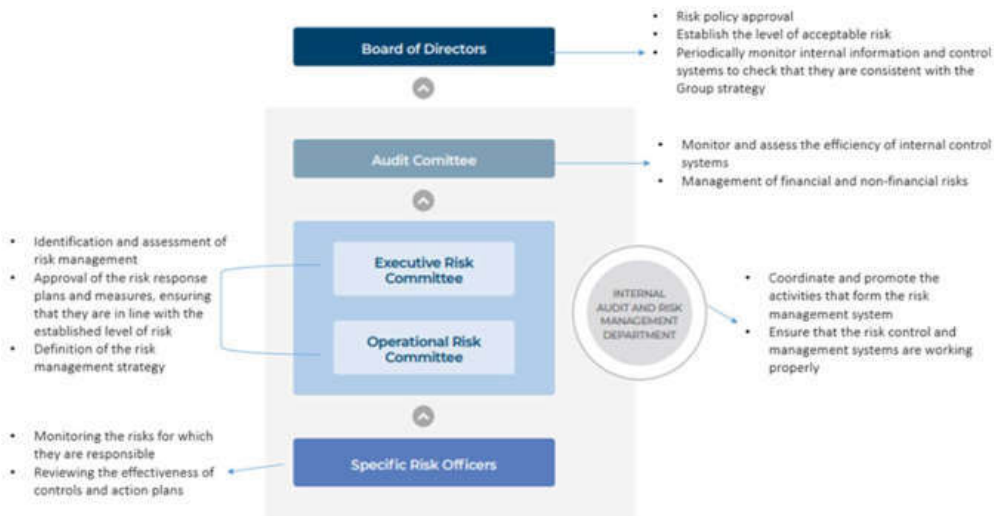 • Risk policy approval
• Establish the level of acceptable risk
• Periodically monitor internal information and control
systems to check that they are consistent with the
Group strategy
Board of Directors
Audit Comittee
• Monitor and assess the efficiency of internal control
systems
• Management of financial and non-financial risks
• Identification and assessment of
risk management
• Approval of the risk response
plans and measures, ensuring
that they are in line with the
established level of risk
• Definition of the risk
management strategy
Executive Risk
Committee
Operational Risk
Committee
INTERNAL
AUDIT AND RISK
MANAGEMENT
DEPARTMENT
• Coordinate and promote the
activities that form the risk
management system
• Ensure that the risk control and
management systems are working
properly
• Monitoring the risks for which
they are responsible
• Reviewing the effectiveness of
controls and action plans
Specific Risk Officers